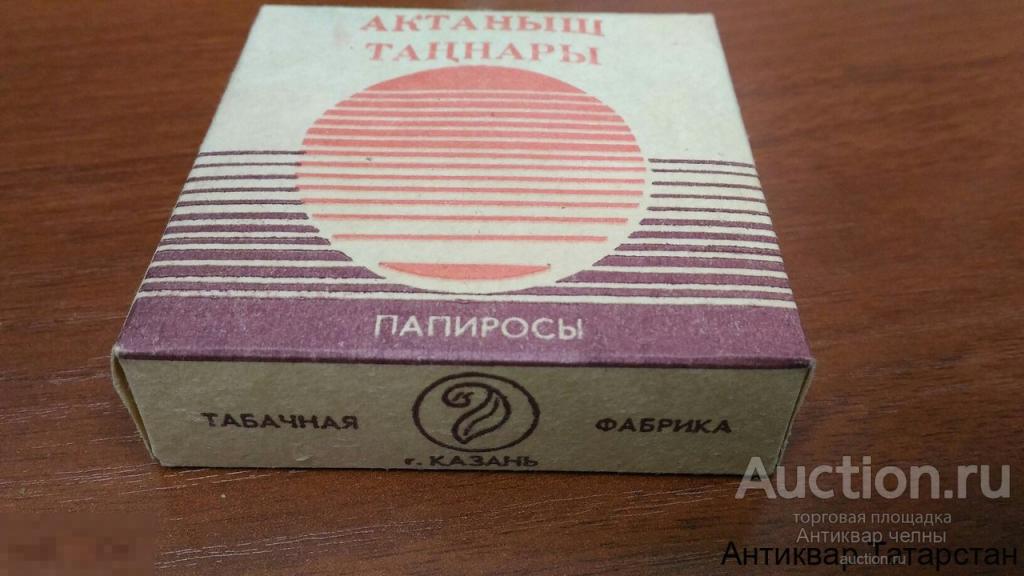 АКТАНЫШ
ТАҢНАРЫ
ПАПИРОСЫ
ТАБАЧНАЯ ФАБРИКА
г. КАЗАНЬ
Auction.ru
торговая площадка
Антиквар челны
Антиквар Татарстан
auction.ru